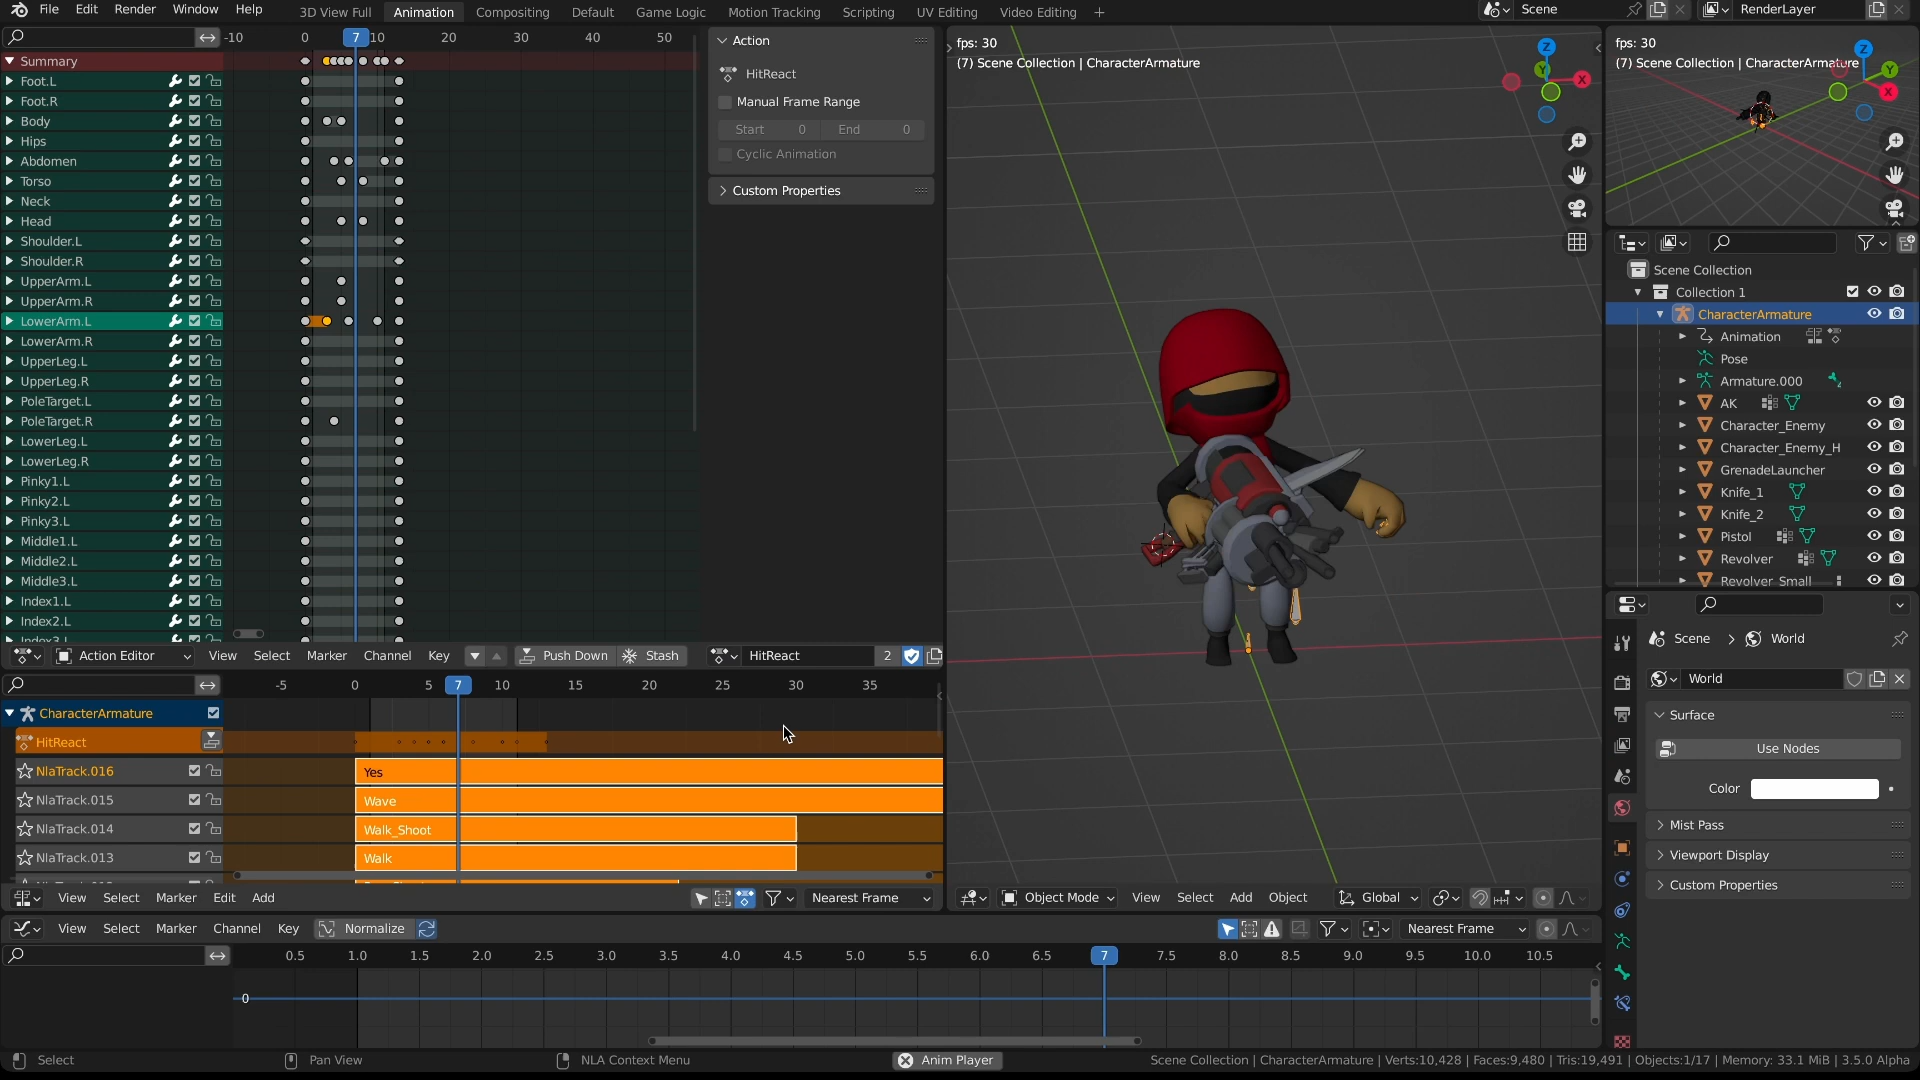 File Edit Render Window Help 3D View Full Animation Compositing Default Game Logic Motion Tracking Scripting UV Editing Video Editing + Scene RenderLayer
-10 0 7 10 20 30 40 50
Summary
Foot.L
Foot.R
Body
Hips
Abdomen
Torso
Neck
Head
Shoulder.L
Shoulder.R
UpperArm.L
UpperArm.R
LowerArm.L
LowerArm.R
UpperLeg.L
UpperLeg.R
PoleTarget.L
PoleTarget.R
LowerLeg.L
LowerLeg.R
Pinky1.L
Pinky2.L
Pinky3.L
Middle1.L
Middle2.L
Middle3.L
Index1.L
Index2.L
Index3.L
Action
HitReact
Manual Frame Range
Start 0 End 0
Cyclic Animation
Custom Properties
fps: 30
(7) Scene Collection | CharacterArmature
Z
Y
X
fps: 30
(7) Scene Collection | CharacterArmature
Z
Y
X
Scene Collection
Collection 1
CharacterArmature
Animation
Pose
Armature.000
AK
Character_Enemy
Character_Enemy_H
GrenadeLauncher
Knife_1
Knife_2
Pistol
Revolver
Revolver_Small
Action Editor View Select Marker Channel Key Push Down Stash HitReact 2
-5 0 5 7 10 15 20 25 30 35
CharacterArmature
HitReact
NlaTrack.016 Yes
NlaTrack.015 Wave
NlaTrack.014 Walk_Shoot
NlaTrack.013 Walk
View Select Marker Edit Add Nearest Frame
Object Mode View Select Add Object Global
Scene > World
World
Surface
Use Nodes
Color
Mist Pass
Viewport Display
Custom Properties
View Select Marker Channel Key Normalize Nearest Frame
0.5 1.0 1.5 2.0 2.5 3.0 3.5 4.0 4.5 5.0 5.5 6.0 6.5 7 7.5 8.0 8.5 9.0 9.5 10.0 10.5
0
Select Pan View NLA Context Menu Anim Player Scene Collection | CharacterArmature | Verts:10,428 | Faces:9,480 | Tris:19,491 | Objects:1/17 | Memory: 33.1 MiB | 3.5.0 Alpha